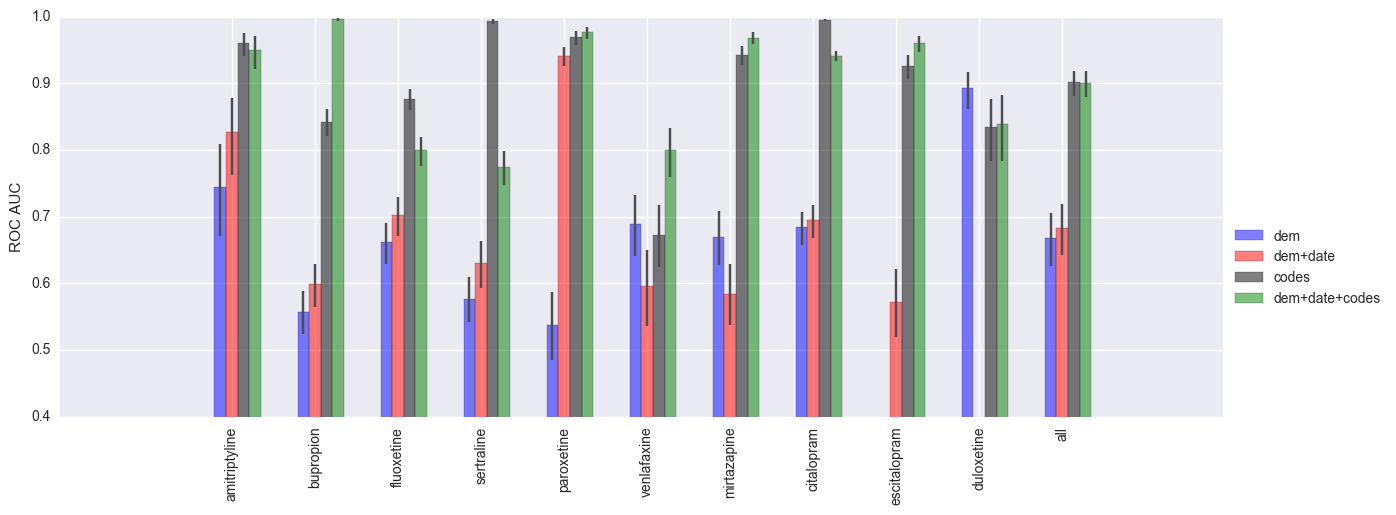 1.0
0.9
0.8
0.7
0.6
0.5
0.4
ROC AUC
amitriptyline
bupropion
fluoxetine
sertraline
paroxetine
venlafaxine
mirtazapine
citalopram
escitalopram
duloxetine
all
dem
dem+date
codes
dem+date+codes